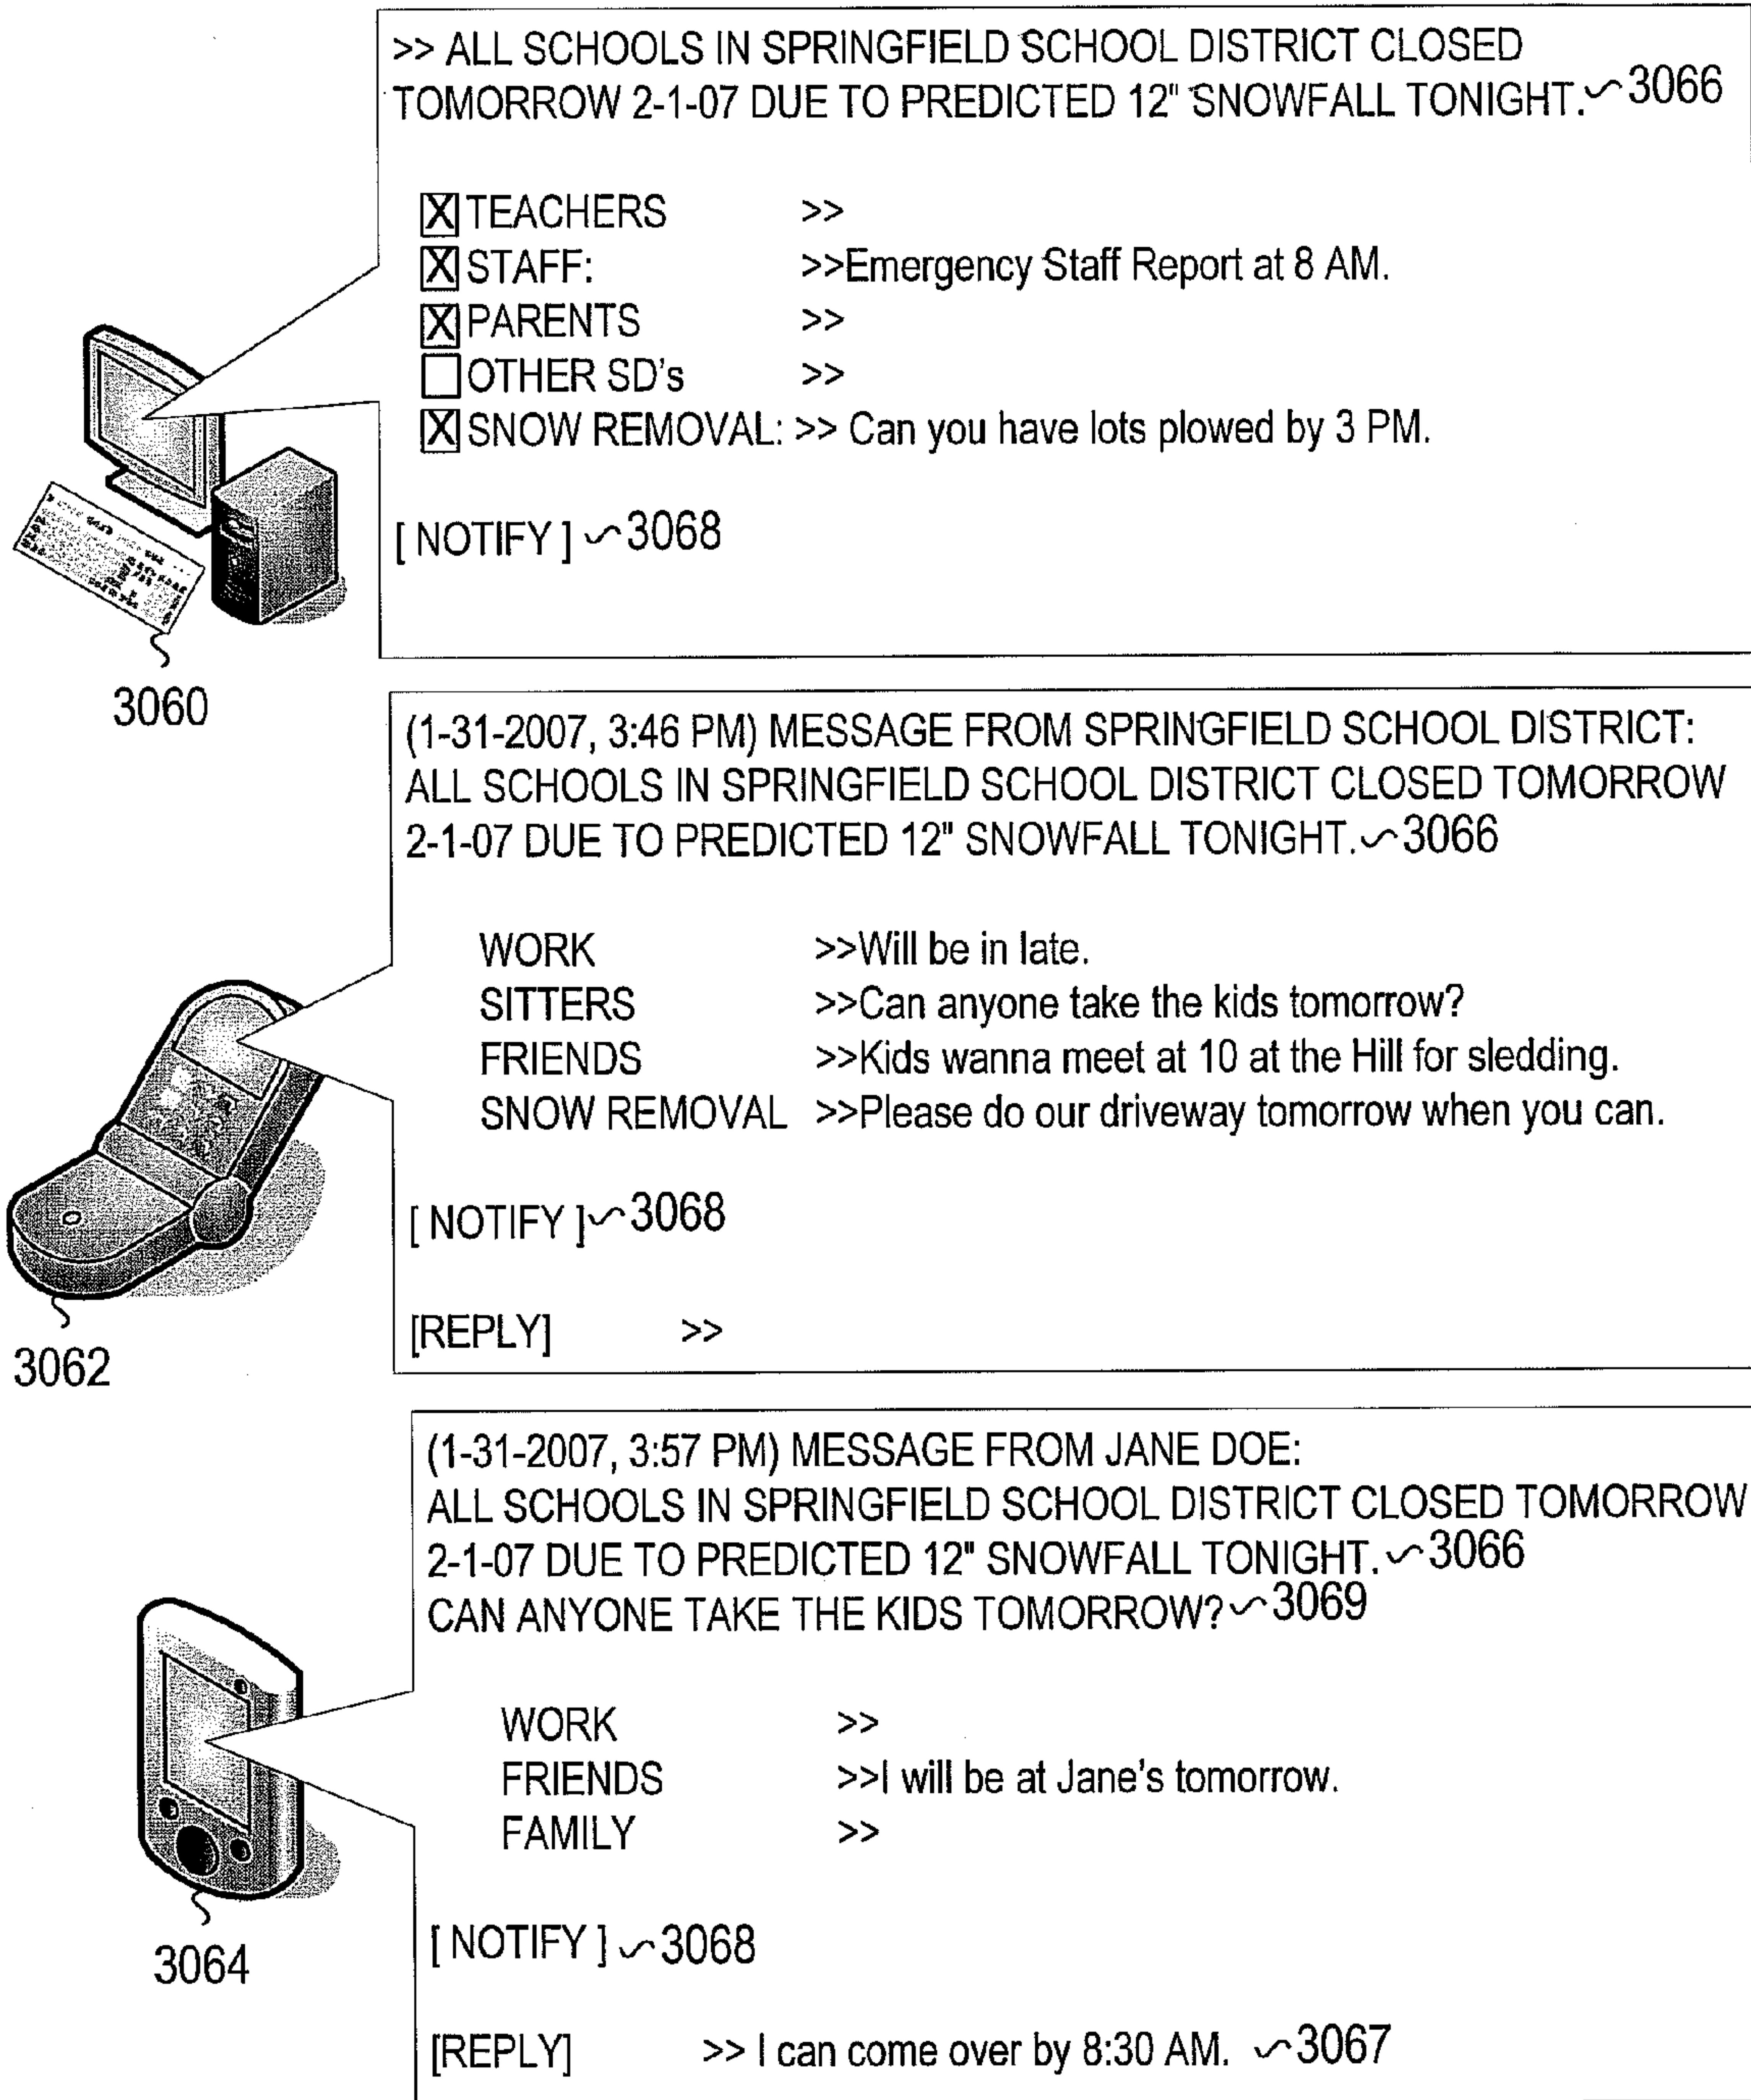 >> ALL SCHOOLS IN SPRINGFIELD SCHOOL DISTRICT CLOSED
TOMORROW 2-1-07 DUE TO PREDICTED 12" SNOWFALL TONIGHT. 3066
X TEACHERS >>
X STAFF: >>Emergency Staff Report at 8 AM.
X PARENTS >>
OTHER SD's >>
X SNOW REMOVAL: >> Can you have lots plowed by 3 PM.
[ NOTIFY ] 3068
3060
(1-31-2007, 3:46 PM) MESSAGE FROM SPRINGFIELD SCHOOL DISTRICT:
ALL SCHOOLS IN SPRINGFIELD SCHOOL DISTRICT CLOSED TOMORROW
2-1-07 DUE TO PREDICTED 12" SNOWFALL TONIGHT. 3066
WORK >>Will be in late.
SITTERS >>Can anyone take the kids tomorrow?
FRIENDS >>Kids wanna meet at 10 at the Hill for sledding.
SNOW REMOVAL >>Please do our driveway tomorrow when you can.
[ NOTIFY ] 3068
[REPLY] >>
3062
(1-31-2007, 3:57 PM) MESSAGE FROM JANE DOE:
ALL SCHOOLS IN SPRINGFIELD SCHOOL DISTRICT CLOSED TOMORROW
2-1-07 DUE TO PREDICTED 12" SNOWFALL TONIGHT. 3066
CAN ANYONE TAKE THE KIDS TOMORROW? 3069
WORK >>
FRIENDS >>I will be at Jane's tomorrow.
FAMILY >>
[ NOTIFY ] 3068
3064
[REPLY] >> I can come over by 8:30 AM. 3067